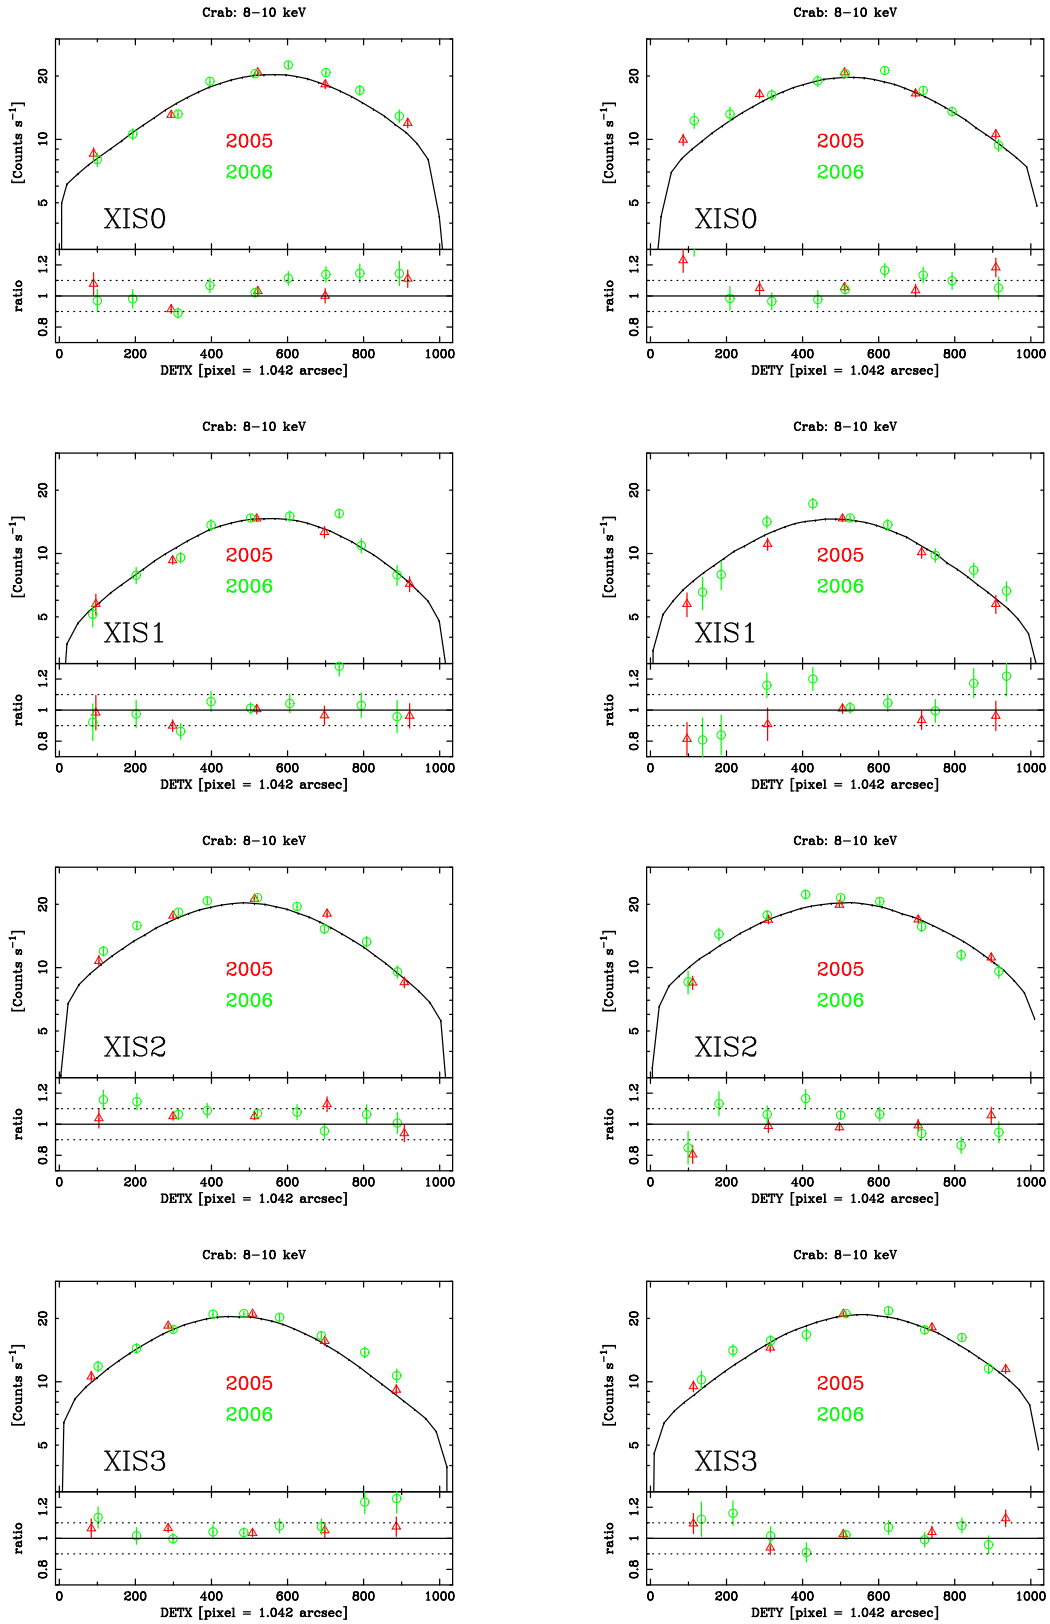 Crab: 8-10 keV
[Counts s⁻¹]
20
10
5
2005
2006
XIS0
ratio
1.2
1
0.8
0 200 400 600 800 1000
DETX [pixel = 1.042 arcsec]
Crab: 8-10 keV
[Counts s⁻¹]
20
10
5
2005
2006
XIS0
ratio
1.2
1
0.8
0 200 400 600 800 1000
DETY [pixel = 1.042 arcsec]
Crab: 8-10 keV
[Counts s⁻¹]
20
10
5
2005
2006
XIS1
ratio
1.2
1
0.8
0 200 400 600 800 1000
DETX [pixel = 1.042 arcsec]
Crab: 8-10 keV
[Counts s⁻¹]
20
10
5
2005
2006
XIS1
ratio
1.2
1
0.8
0 200 400 600 800 1000
DETY [pixel = 1.042 arcsec]
Crab: 8-10 keV
[Counts s⁻¹]
20
10
5
2005
2006
XIS2
ratio
1.2
1
0.8
0 200 400 600 800 1000
DETX [pixel = 1.042 arcsec]
Crab: 8-10 keV
[Counts s⁻¹]
20
10
5
2005
2006
XIS2
ratio
1.2
1
0.8
0 200 400 600 800 1000
DETY [pixel = 1.042 arcsec]
Crab: 8-10 keV
[Counts s⁻¹]
20
10
5
2005
2006
XIS3
ratio
1.2
1
0.8
0 200 400 600 800 1000
DETX [pixel = 1.042 arcsec]
Crab: 8-10 keV
[Counts s⁻¹]
20
10
5
2005
2006
XIS3
ratio
1.2
1
0.8
0 200 400 600 800 1000
DETY [pixel = 1.042 arcsec]